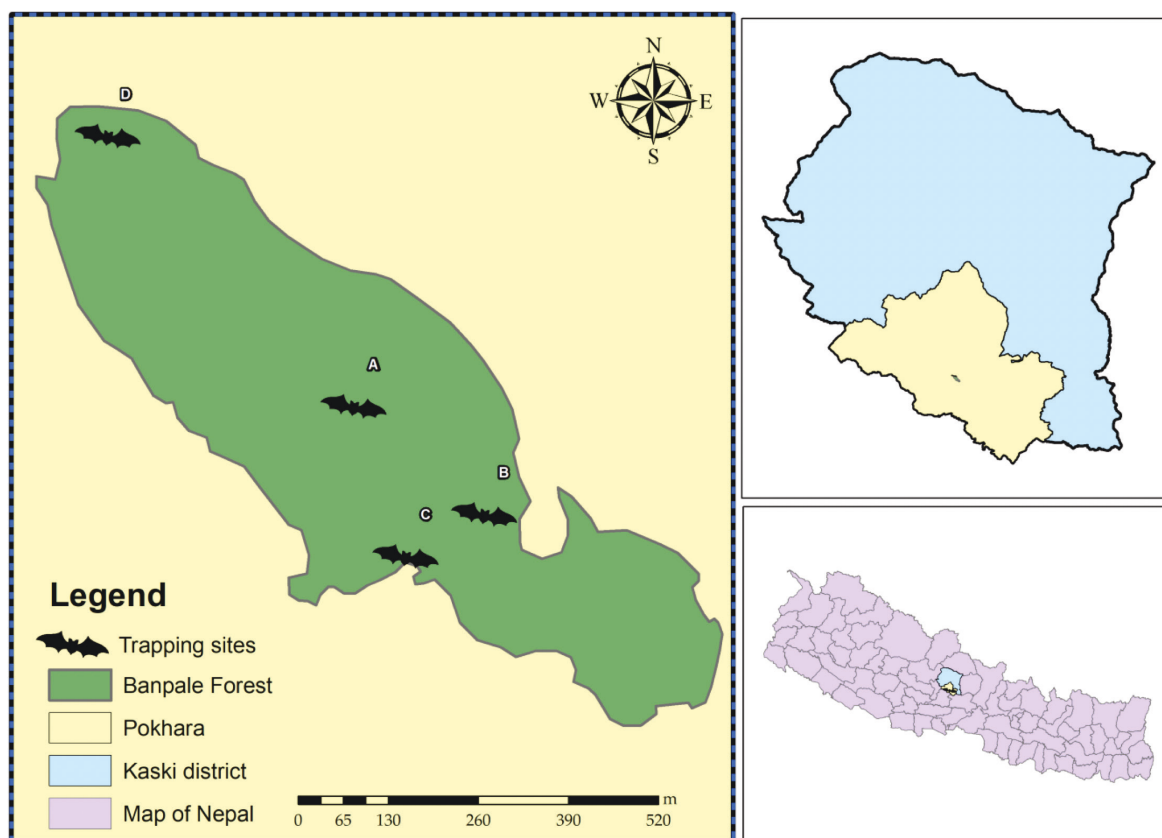 N
W E
S
D
A
B
C
Legend
Trapping sites
Banpale Forest
Pokhara
Kaski district
Map of Nepal
m
0 65 130 260 390 520